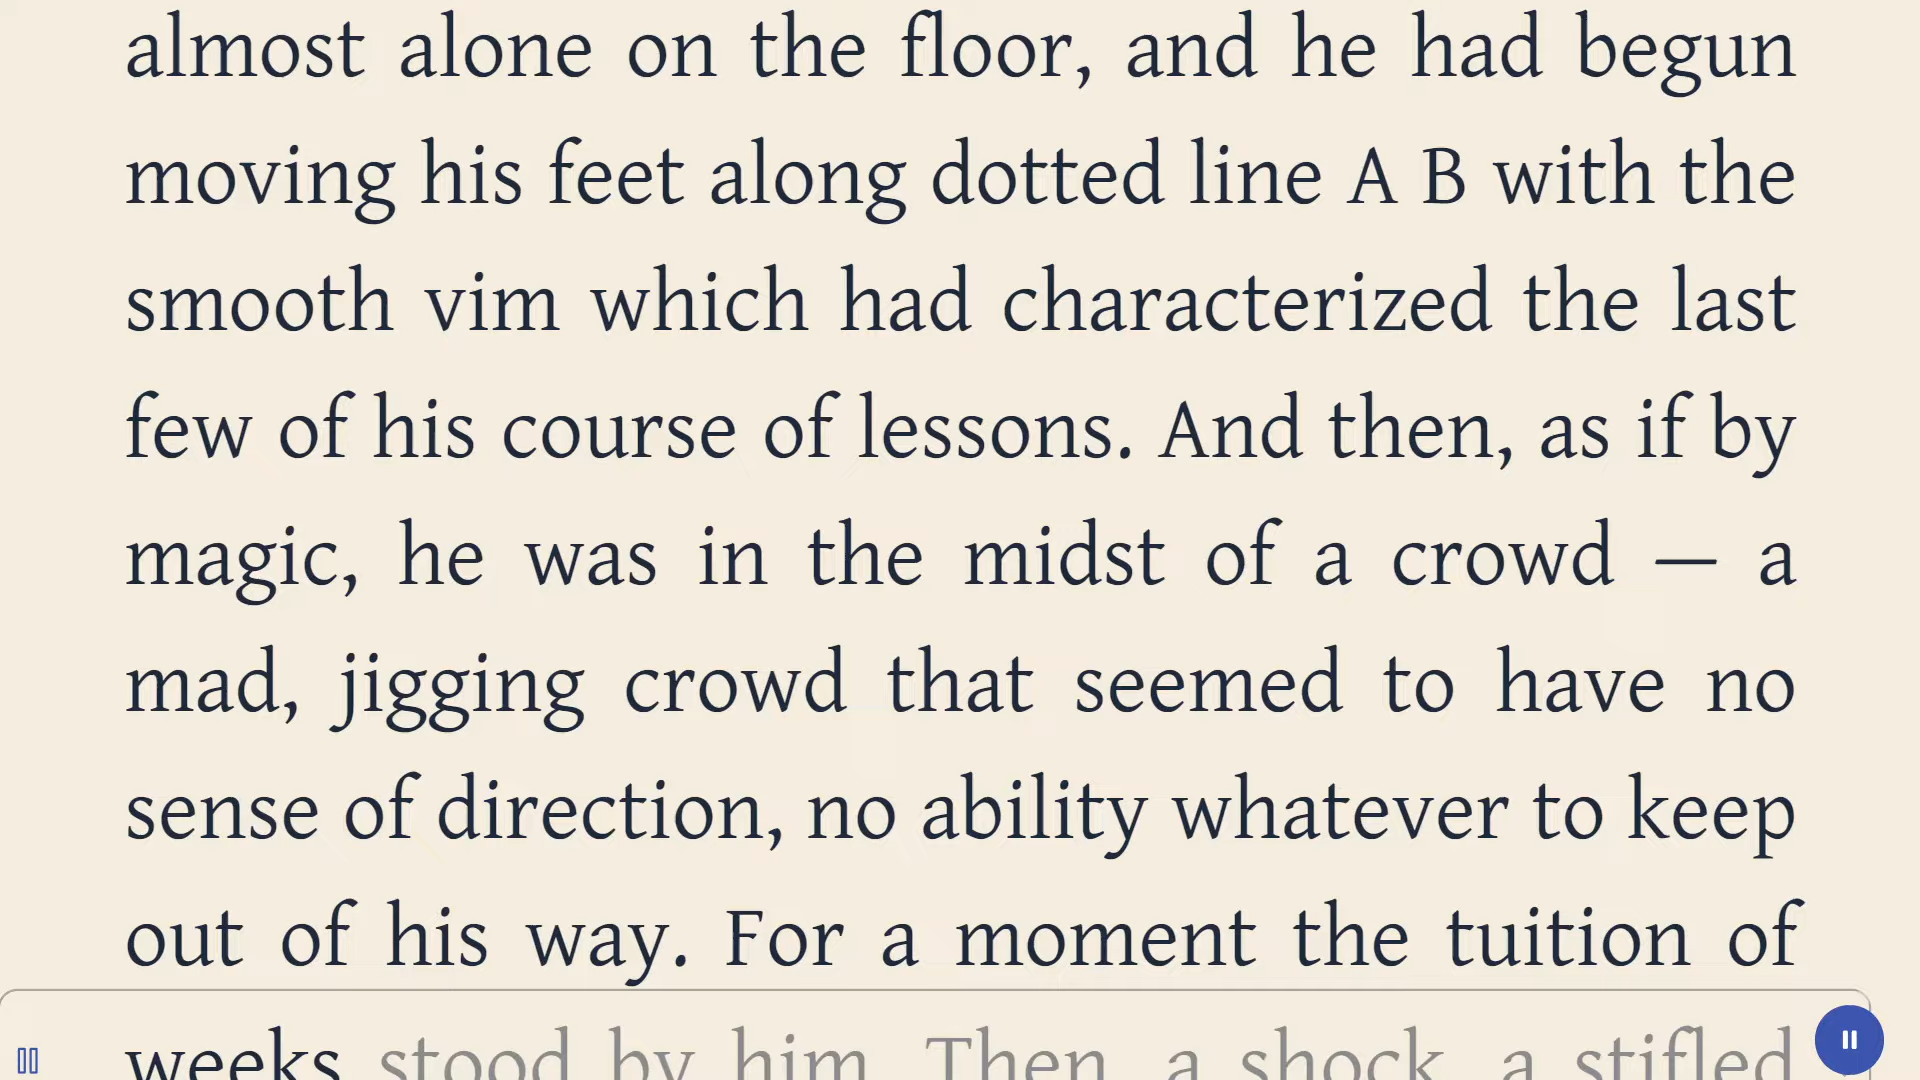 almost alone on the floor, and he had begun
moving his feet along dotted line A B with the
smooth vim which had characterized the last
few of his course of lessons. And then, as if by
magic, he was in the midst of a crowd — a
mad, jigging crowd that seemed to have no
sense of direction, no ability whatever to keep
out of his way. For a moment the tuition of
weeks stood by him. Then a shock, a stifled